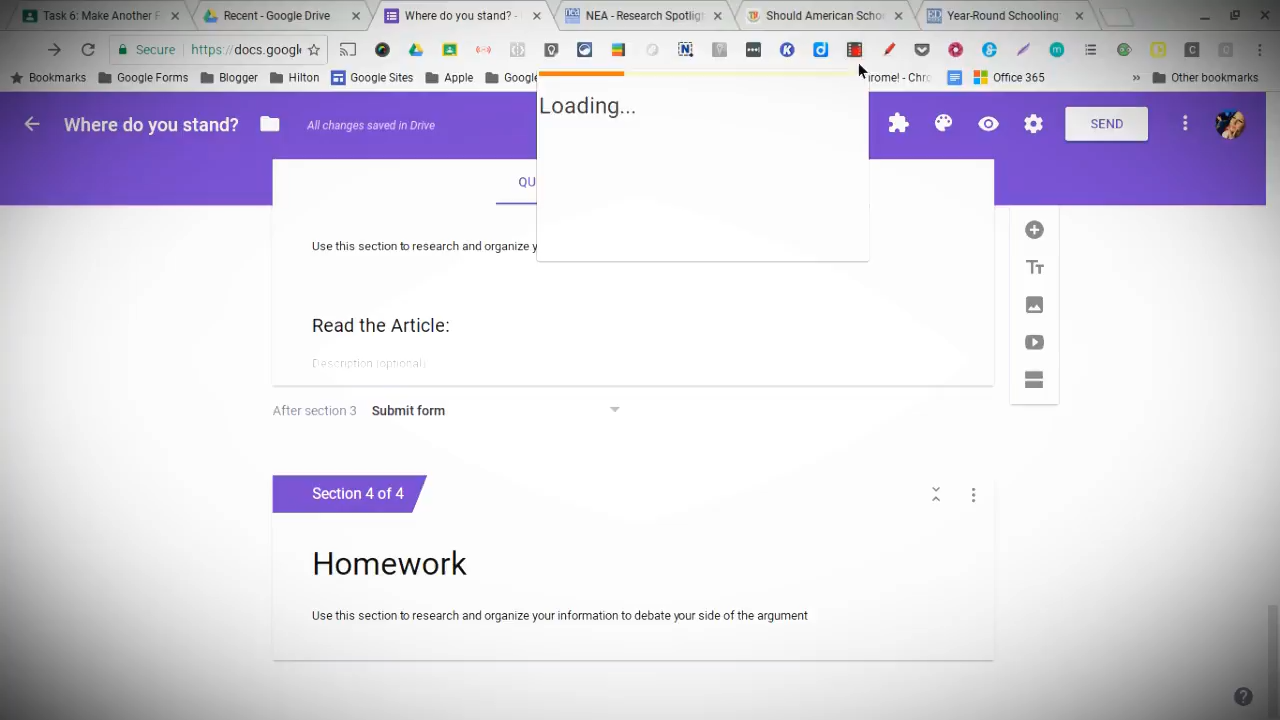 Task 6: Make Another F
Recent - Google Drive
Where do you stand? -
NEA - Research Spotlig
Should American Scho
Year-Round Schooling
Secure
https://docs.googl
Bookmarks
Google Forms
Blogger
Hilton
Google Sites
Apple
Googl
hrome! - Chr
Office 365
»
Other bookmarks
Where do you stand?
All changes saved in Drive
Loading...
SEND
QU
Use this section to research and organize y
Read the Article:
Description (optional)
After section 3
Submit form
Section 4 of 4
Homework
Use this section to research and organize your information to debate your side of the argument